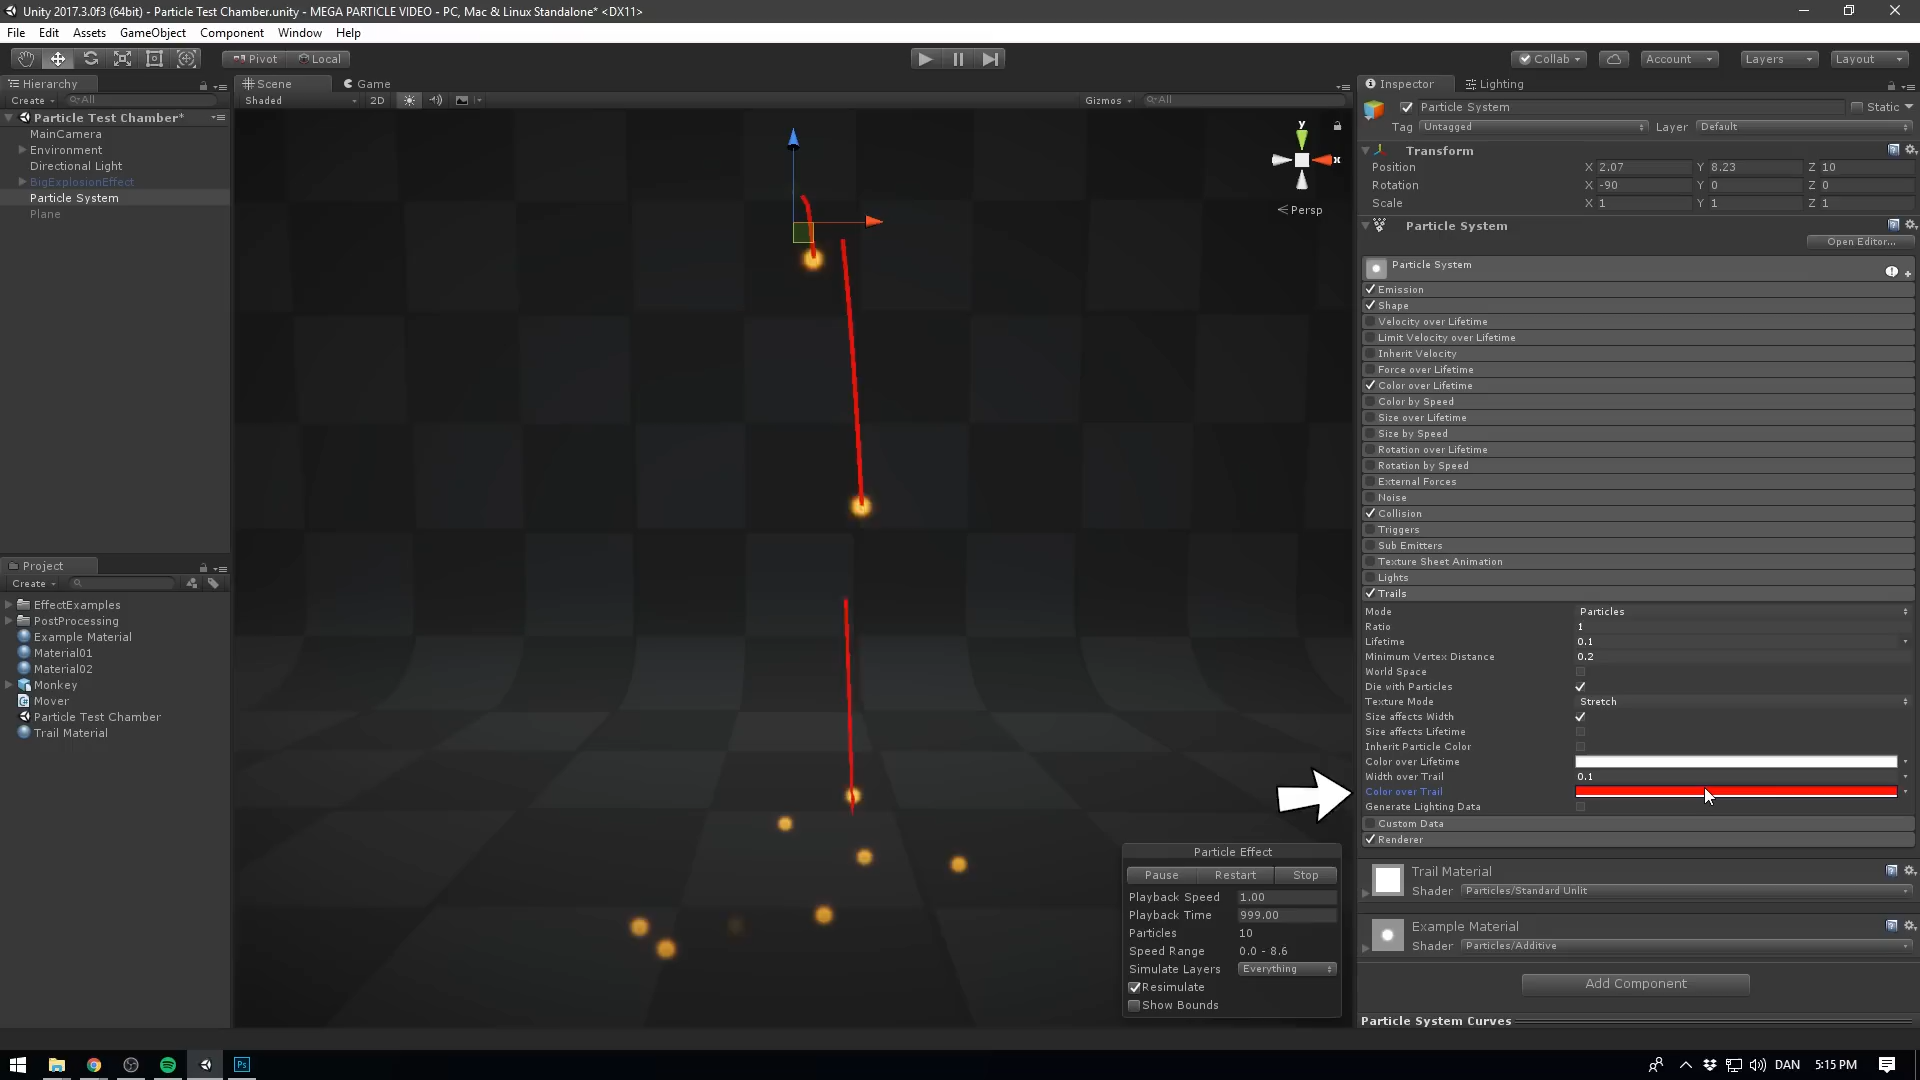 Unity 2017.3.0f3 (64bit) - Particle Test Chamber.unity - MEGA PARTICLE VIDEO - PC, Mac & Linux Standalone* <DX11>
File Edit Assets GameObject Component Window Help
Pivot Local Collab Account Layers Layout
Hierarchy
Create All
Particle Test Chamber*
MainCamera
Environment
Directional Light
BigExplosionEffect
Particle System
Plane
Project
Create
EffectExamples
PostProcessing
Example Material
Material01
Material02
Monkey
Mover
Particle Test Chamber
Trail Material
Scene Game
Shaded 2D Gizmos All
y
x
Persp
Particle Effect
Pause Restart Stop
Playback Speed 1.00
Playback Time 999.00
Particles 10
Speed Range 0.0 - 8.6
Simulate Layers Everything
Resimulate
Show Bounds
Inspector Lighting
Particle System Static
Tag Untagged Layer Default
Transform
Position X 2.07 Y 8.23 Z 10
Rotation X -90 Y 0 Z 0
Scale X 1 Y 1 Z 1
Particle System
Open Editor...
Particle System
Emission
Shape
Velocity over Lifetime
Limit Velocity over Lifetime
Inherit Velocity
Force over Lifetime
Color over Lifetime
Color by Speed
Size over Lifetime
Size by Speed
Rotation over Lifetime
Rotation by Speed
External Forces
Noise
Collision
Triggers
Sub Emitters
Texture Sheet Animation
Lights
Trails
Mode Particles
Ratio 1
Lifetime 0.1
Minimum Vertex Distance 0.2
World Space
Die with Particles
Texture Mode Stretch
Size affects Width
Size affects Lifetime
Inherit Particle Color
Color over Lifetime
Width over Trail 0.1
Color over Trail
Generate Lighting Data
Custom Data
Renderer
Trail Material
Shader Particles/Standard Unlit
Example Material
Shader Particles/Additive
Add Component
Particle System Curves
Ps
DAN 5:15 PM